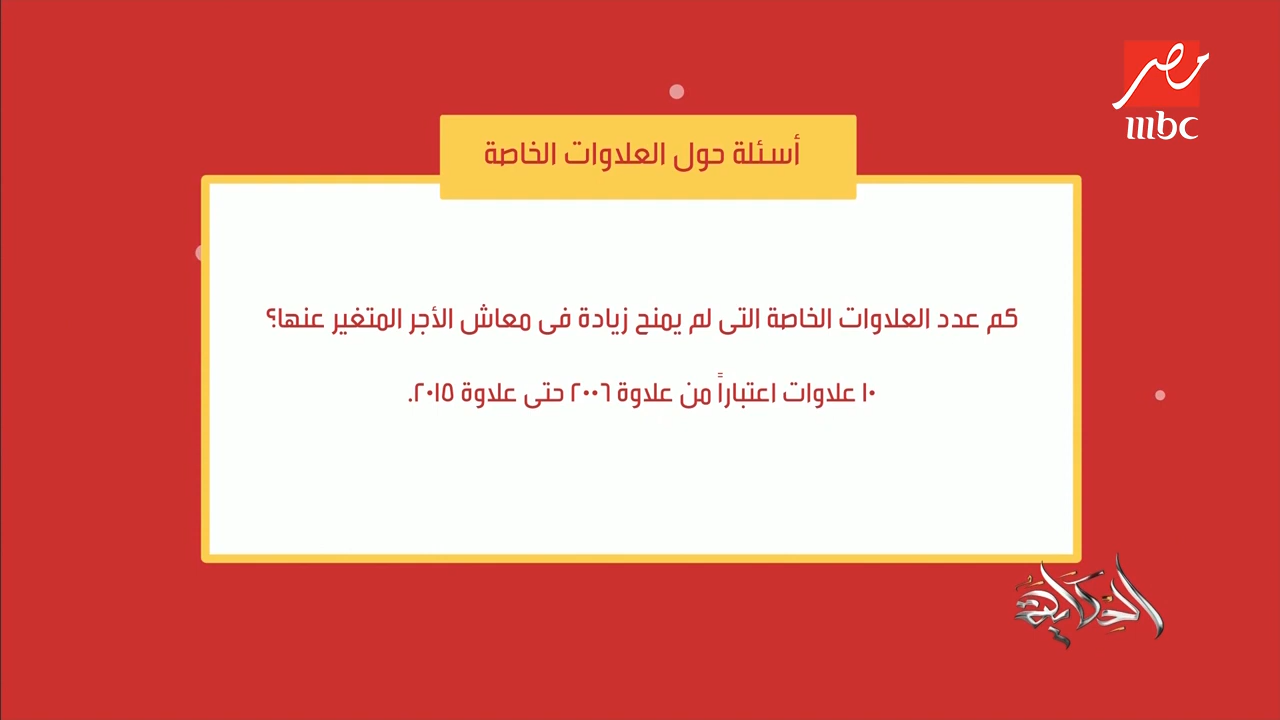 مصر
mbc
أسئلة حول العلاوات الخاصة
كم عدد العلاوات الخاصة التى لم يمنح زيادة فى معاش الأجر المتغير عنها؟
١٠ علاوات اعتباراً من علاوة ٢٠٠٦ حتى علاوة ٢٠١٥.
الحكاية